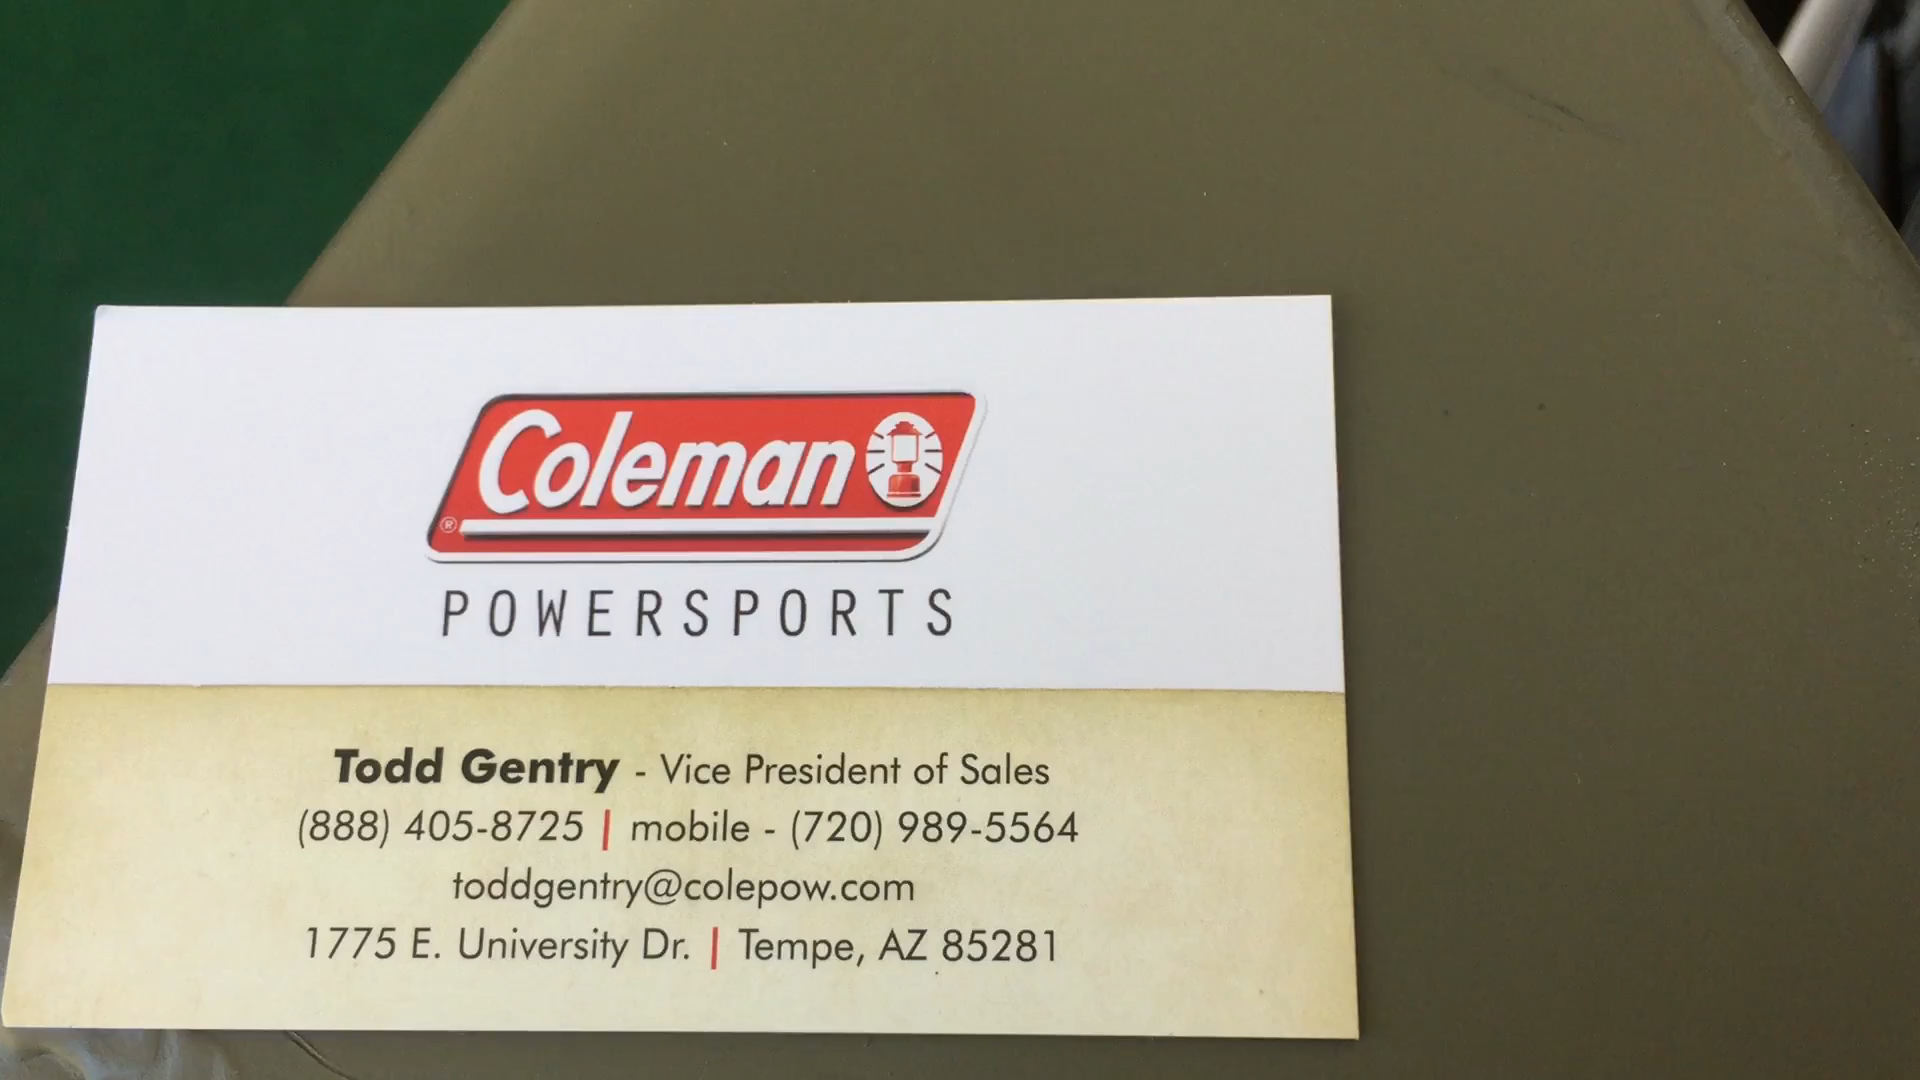 Coleman
®
POWERSPORTS
Todd Gentry - Vice President of Sales
(888) 405-8725 | mobile - (720) 989-5564
toddgentry@colepow.com
1775 E. University Dr. | Tempe, AZ 85281